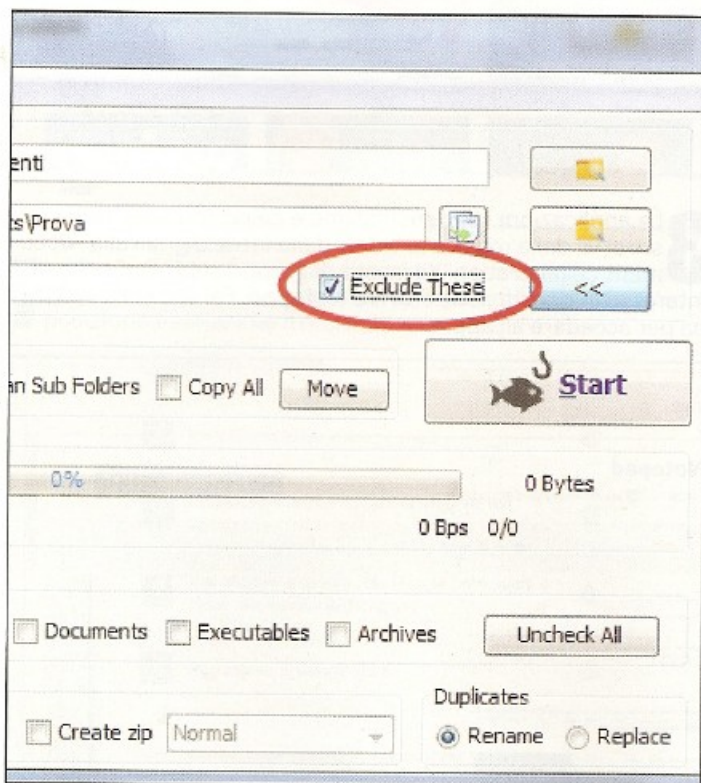 enti
ts\Prova
Exclude These <<
an Sub Folders Copy All Move Start
0% 0 Bytes
0 Bps 0/0
Documents Executables Archives Uncheck All
Duplicates
Create zip Normal Rename Replace